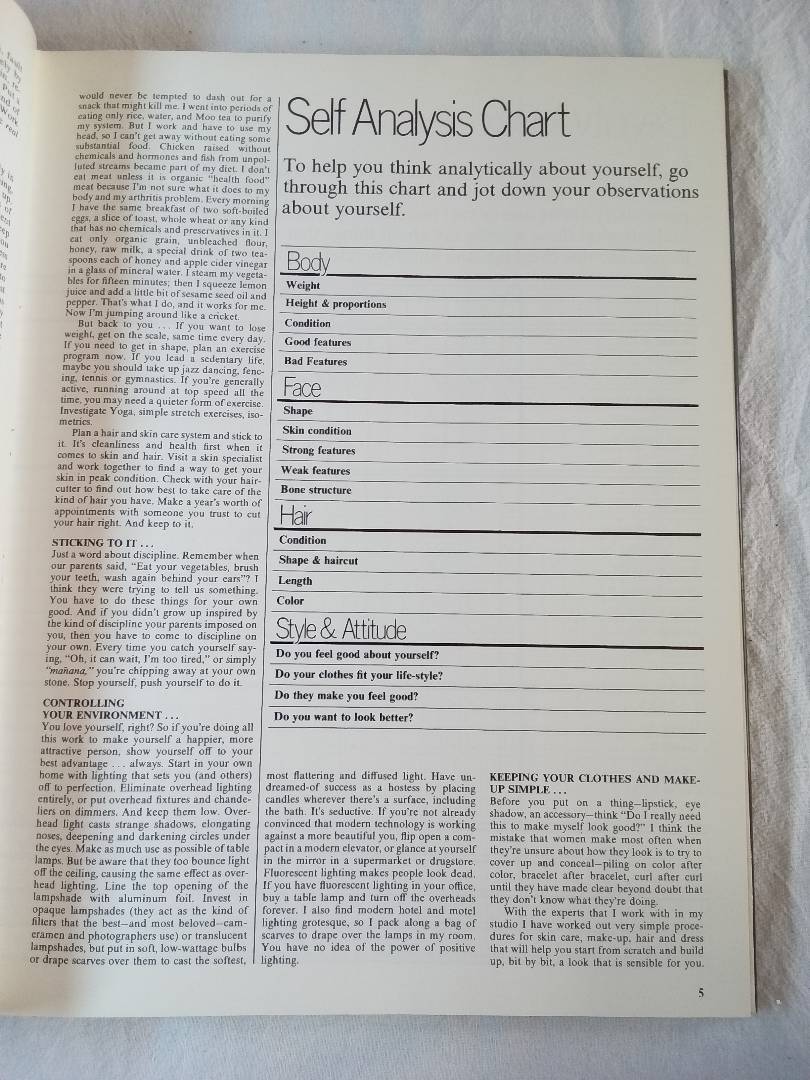 would never be tempted to dash out for a
snack that might kill me. I went into periods of
eating only rice, water, and Moo tea to purify
my system. But I work and have to use my
head, so I can't get away without eating some
substantial food. Chicken raised without
chemicals and hormones and fish from unpol-
luted streams became part of my diet. I don't
eat meat unless it is organic "health food"
meat because I'm not sure what it does to my
body and my arthritis problem. Every morning
I have the same breakfast of two soft-boiled
eggs, a slice of toast, whole wheat or any kind
that has no chemicals and preservatives in it. I
eat only organic grain, unbleached flour,
honey, raw milk, a special drink of two tea-
spoons each of honey and apple cider vinegar
in a glass of mineral water. I steam my vegeta-
bles for fifteen minutes; then I squeeze lemon
juice and add a little bit of sesame seed oil and
pepper. That's what I do, and it works for me.
Now I'm jumping around like a cricket.
But back to you ... If you want to lose
weight, get on the scale, same time every day.
If you need to get in shape, plan an exercise
program now. If you lead a sedentary life,
maybe you should take up jazz dancing, fenc-
ing, tennis or gymnastics. If you're generally
active, running around at top speed all the
time, you may need a quieter form of exercise.
Investigate Yoga, simple stretch exercises, iso-
metrics.
Plan a hair and skin care system and stick to
it. It's cleanliness and health first when it
comes to skin and hair. Visit a skin specialist
and work together to find a way to get your
skin in peak condition. Check with your hair-
cutter to find out how best to take care of the
kind of hair you have. Make a year's worth of
appointments with someone you trust to cut
your hair right. And keep to it.
STICKING TO IT ...
Just a word about discipline. Remember when
our parents said, "Eat your vegetables, brush
your teeth, wash again behind your ears"? I
think they were trying to tell us something.
You have to do these things for your own
good. And if you didn't grow up inspired by
the kind of discipline your parents imposed on
you, then you have to come to discipline on
your own. Every time you catch yourself say-
ing, "Oh, it can wait, I'm too tired," or simply
"mañana," you're chipping away at your own
stone. Stop yourself, push yourself to do it.
CONTROLLING
YOUR ENVIRONMENT ...
You love yourself, right? So if you're doing all
this work to make yourself a happier, more
attractive person, show yourself off to your
best advantage ... always. Start in your own
home with lighting that sets you (and others)
off to perfection. Eliminate overhead lighting
entirely, or put overhead fixtures and chande-
liers on dimmers. And keep them low. Over-
head light casts strange shadows, elongating
noses, deepening and darkening circles under
the eyes. Make as much use as possible of table
lamps. But be aware that they too bounce light
off the ceiling, causing the same effect as over-
head lighting. Line the top opening of the
lampshade with aluminum foil. Invest in
opaque lampshades (they act as the kind of
filters that the best—and most beloved—cam-
eramen and photographers use) or translucent
lampshades, but put in soft, low-wattage bulbs
or drape scarves over them to cast the softest,
Self Analysis Chart
To help you think analytically about yourself, go
through this chart and jot down your observations
about yourself.
Body
Weight
Height & proportions
Condition
Good features
Bad Features
Face
Shape
Skin condition
Strong features
Weak features
Bone structure
Hair
Condition
Shape & haircut
Length
Color
Style & Attitude
Do you feel good about yourself?
Do your clothes fit your life-style?
Do they make you feel good?
Do you want to look better?
most flattering and diffused light. Have un-
dreamed-of success as a hostess by placing
candles wherever there's a surface, including
the bath. It's seductive. If you're not already
convinced that modern technology is working
against a more beautiful you, flip open a com-
pact in a modern elevator, or glance at yourself
in the mirror in a supermarket or drugstore.
Fluorescent lighting makes people look dead.
If you have fluorescent lighting in your office,
buy a table lamp and turn off the overheads
forever. I also find modern hotel and motel
lighting grotesque, so I pack along a bag of
scarves to drape over the lamps in my room.
You have no idea of the power of positive
lighting.
KEEPING YOUR CLOTHES AND MAKE-
UP SIMPLE ...
Before you put on a thing—lipstick, eye
shadow, an accessory—think "Do I really need
this to make myself look good?" I think the
mistake that women make most often when
they're unsure about how they look is to try to
cover up and conceal—piling on color after
color, bracelet after bracelet, curl after curl
until they have made clear beyond doubt that
they don't know what they're doing.
With the experts that I work with in my
studio I have worked out very simple proce-
dures for skin care, make-up, hair and dress
that will help you start from scratch and build
up, bit by bit, a look that is sensible for you.
5